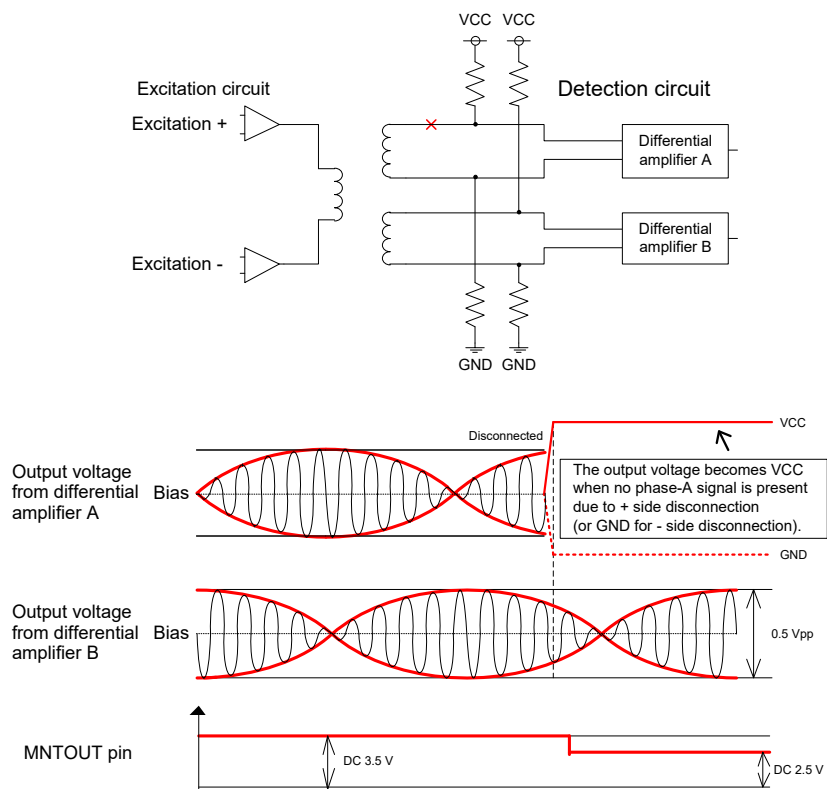 VCC VCC
Excitation circuit
Detection circuit
Excitation +
Differential
amplifier A
Differential
amplifier B
Excitation -
GND GND
Disconnected
VCC
The output voltage becomes VCC
when no phase-A signal is present
due to + side disconnection
(or GND for - side disconnection).
Output voltage
from differential
amplifier A
Bias
GND
Output voltage
from differential
amplifier B
Bias
0.5 Vpp
MNTOUT pin
DC 3.5 V
DC 2.5 V